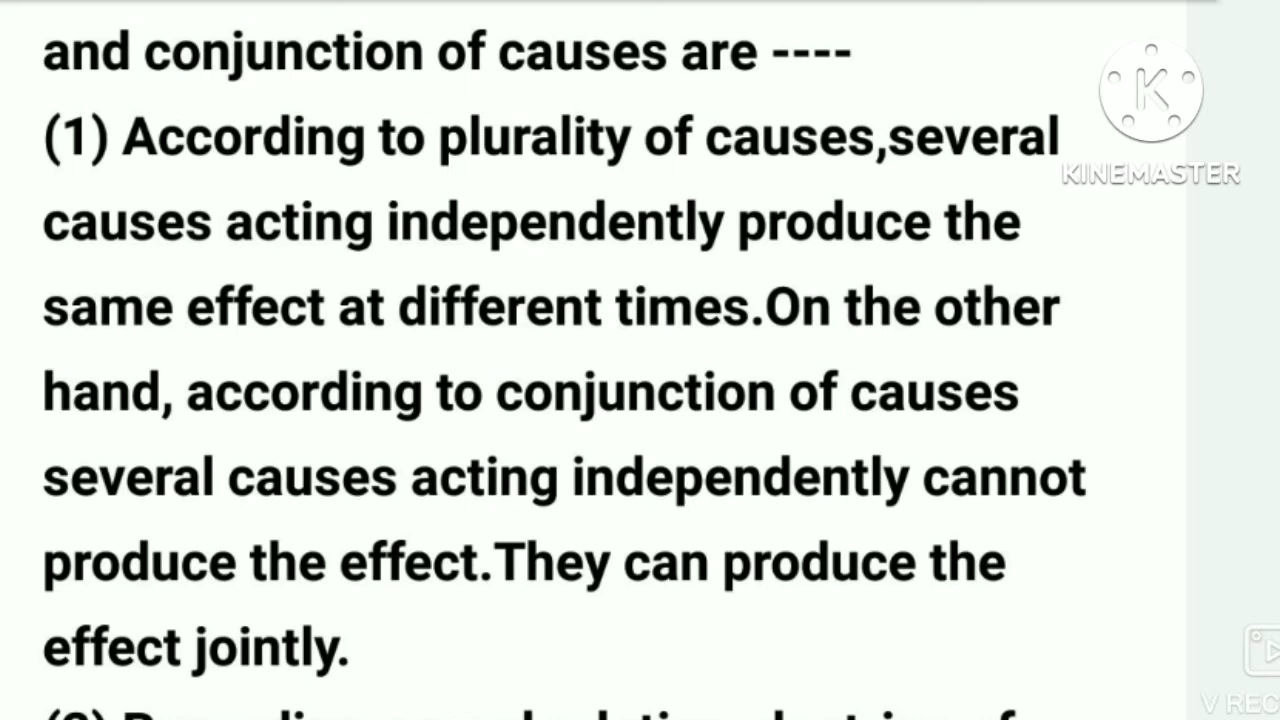 and conjunction of causes are ----
(1) According to plurality of causes,several
causes acting independently produce the
same effect at different times.On the other
hand, according to conjunction of causes
several causes acting independently cannot
produce the effect.They can produce the
effect jointly.
K
KINEMASTER
V REC